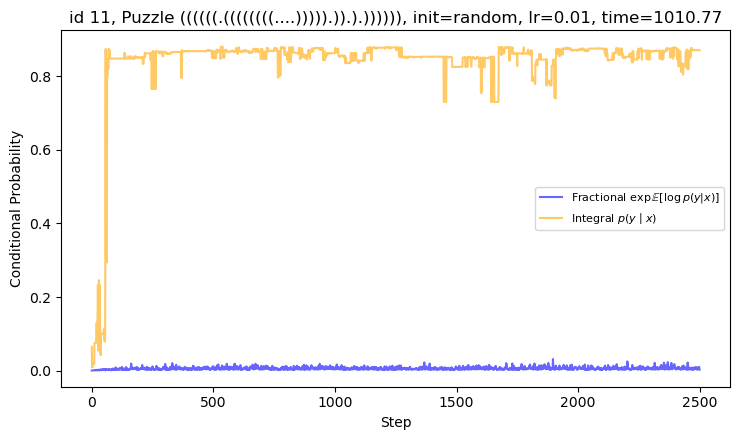 id 11, Puzzle ((((((.((((((((....))))).)).).)))))), init=random, lr=0.01, time=1010.77
Conditional Probability
0.8
0.6
0.4
0.2
0.0
Fractional exp𝔼[log p(y|x)]
Integral p(y | x)
0 500 1000 1500 2000 2500
Step